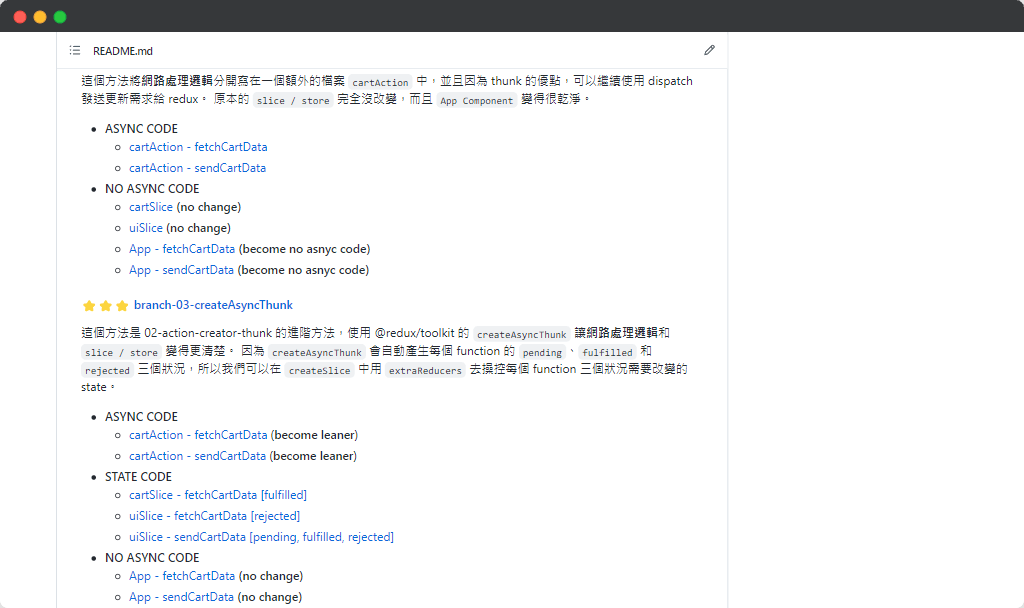 README.md
這個方法將網路處理邏輯分開寫在一個額外的檔案 cartAction 中，並且因為 thunk 的優點，可以繼續使用 dispatch
發送更新需求給 redux。 原本的 slice / store 完全沒改變，而且 App Component 變得很乾淨。
ASYNC CODE
cartAction - fetchCartData
cartAction - sendCartData
NO ASYNC CODE
cartSlice (no change)
uiSlice (no change)
App - fetchCartData (become no asnyc code)
App - sendCartData (become no asnyc code)
⭐⭐⭐ branch-03-createAsyncThunk
這個方法是 02-action-creator-thunk 的進階方法，使用 @redux/toolkit 的 createAsyncThunk 讓網路處理邏輯和
slice / store 變得更清楚。 因為 createAsyncThunk 會自動產生每個 function 的 pending 、 fulfilled 和
rejected 三個狀況，所以我們可以在 createSlice 中用 extraReducers 去操控每個 function 三個狀況需要改變的
state。
ASYNC CODE
cartAction - fetchCartData (become leaner)
cartAction - sendCartData (become leaner)
STATE CODE
cartSlice - fetchCartData [fulfilled]
uiSlice - fetchCartData [rejected]
uiSlice - sendCartData [pending, fulfilled, rejected]
NO ASYNC CODE
App - fetchCartData (no change)
App - sendCartData (no change)